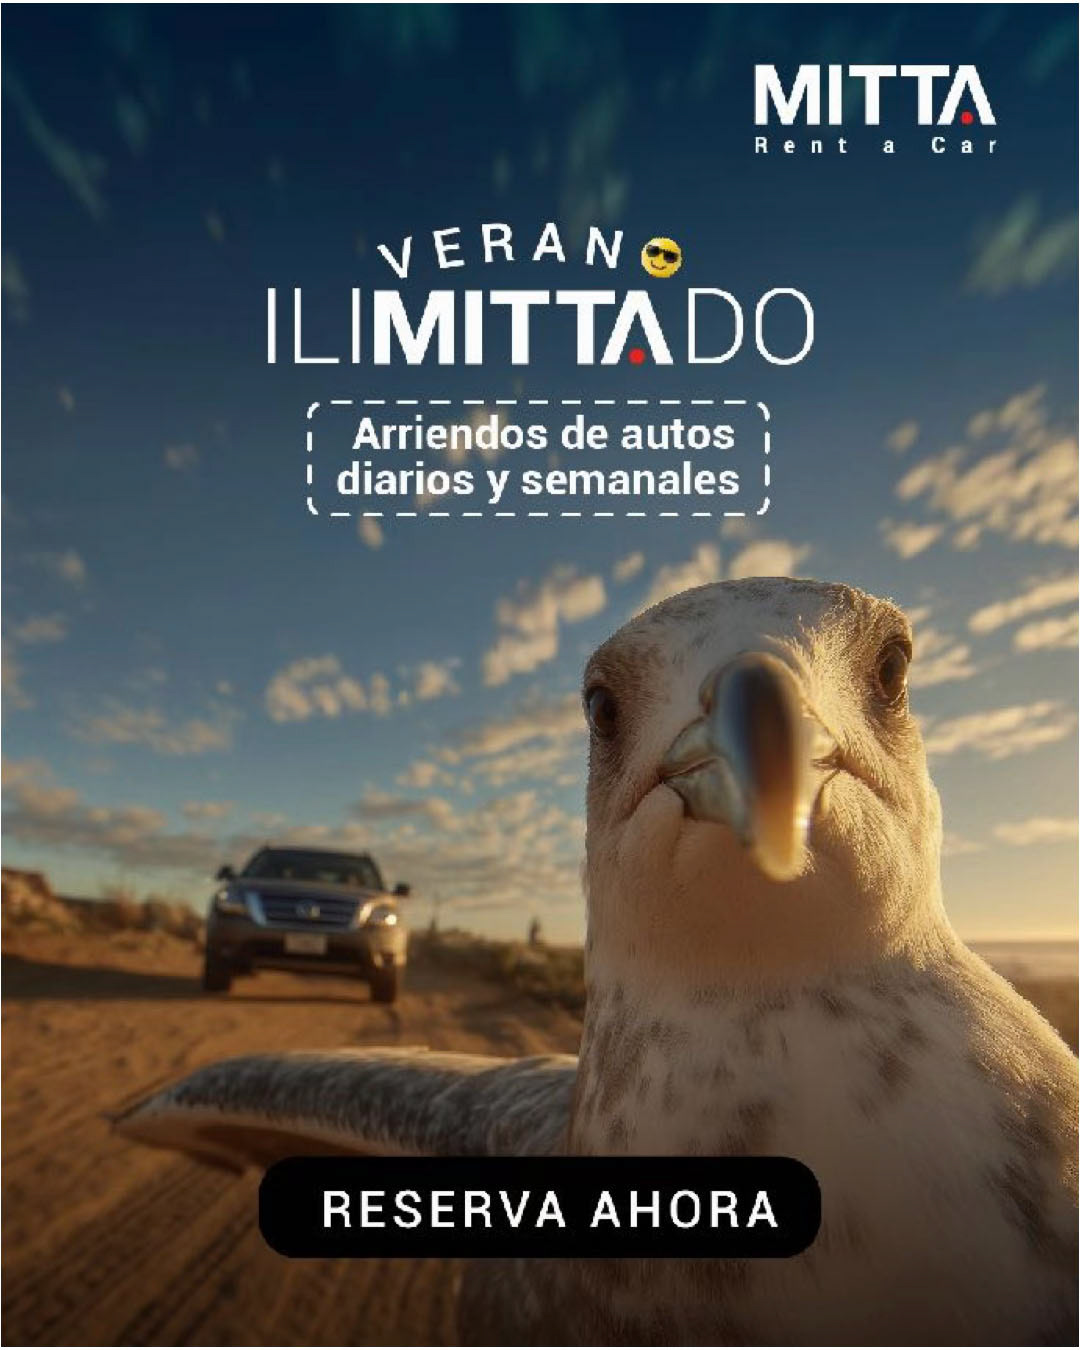 MITTA
Rent a Car
VERANO
ILIMITTADO
Arriendos de autos
diarios y semanales
RESERVA AHORA